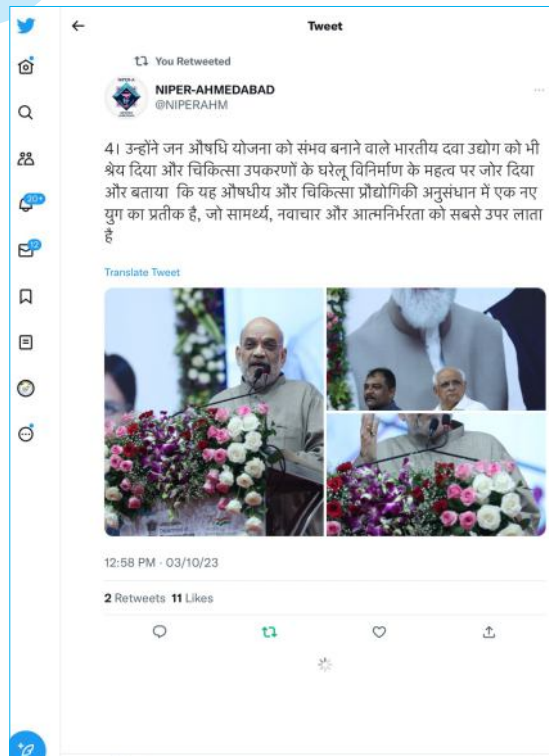 Tweet
You Retweeted
NIPER-AHMEDABAD
@NIPERAHM
4। उन्होंने जन औषधि योजना को संभव बनाने वाले भारतीय दवा उद्योग को भी
श्रेय दिया और चिकित्सा उपकरणों के घरेलू विनिर्माण के महत्व पर जोर दिया
और बताया कि यह औषधीय और चिकित्सा प्रौद्योगिकी अनुसंधान में एक नए
युग का प्रतीक है, जो सामर्थ्य, नवाचार और आत्मनिर्भरता को सबसे उपर लाता
है
Translate Tweet
12:58 PM · 03/10/23
2 Retweets 11 Likes
20+
12